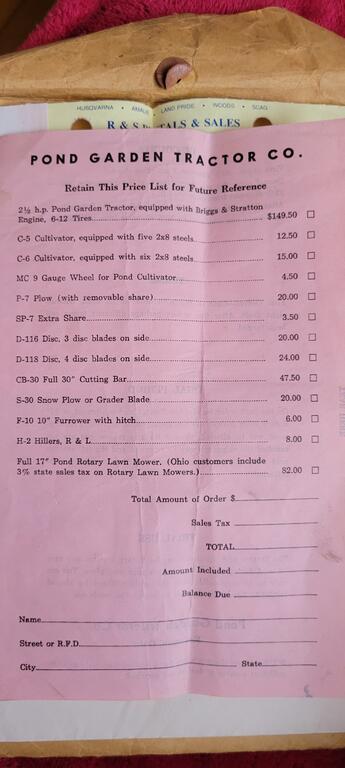 HUSQVARNA • AMALIE • LAND PRIDE • WOODS • SCAG
R & S TALS & SALES
POND GARDEN TRACTOR CO.
Retain This Price List for Future Reference
2½ h.p. Pond Garden Tractor, equipped with Briggs & Stratton
Engine, 6-12 Tires $149.50 ☐
C-5 Cultivator, equipped with five 2x8 steels 12.50 ☐
C-6 Cultivator, equipped with six 2x8 steels 15.00 ☐
MC 9 Gauge Wheel for Pond Cultivator 4.50 ☐
P-7 Plow (with removable share) 20.00 ☐
SP-7 Extra Share 3.50 ☐
D-116 Disc, 3 disc blades on side 20.00 ☐
D-118 Disc, 4 disc blades on side 24.00 ☐
CB-30 Full 30" Cutting Bar 47.50 ☐
S-30 Snow Plow or Grader Blade 20.00 ☐
F-10 10" Furrower with hitch 6.00 ☐
H-2 Hillers, R & L 8.00 ☐
Full 17" Pond Rotary Lawn Mower. (Ohio customers include
3% state sales tax on Rotary Lawn Mowers.) 82.00 ☐
Total Amount of Order $
Sales Tax
TOTAL
Amount Included
Balance Due
Name
Street or R.F.D.
City State